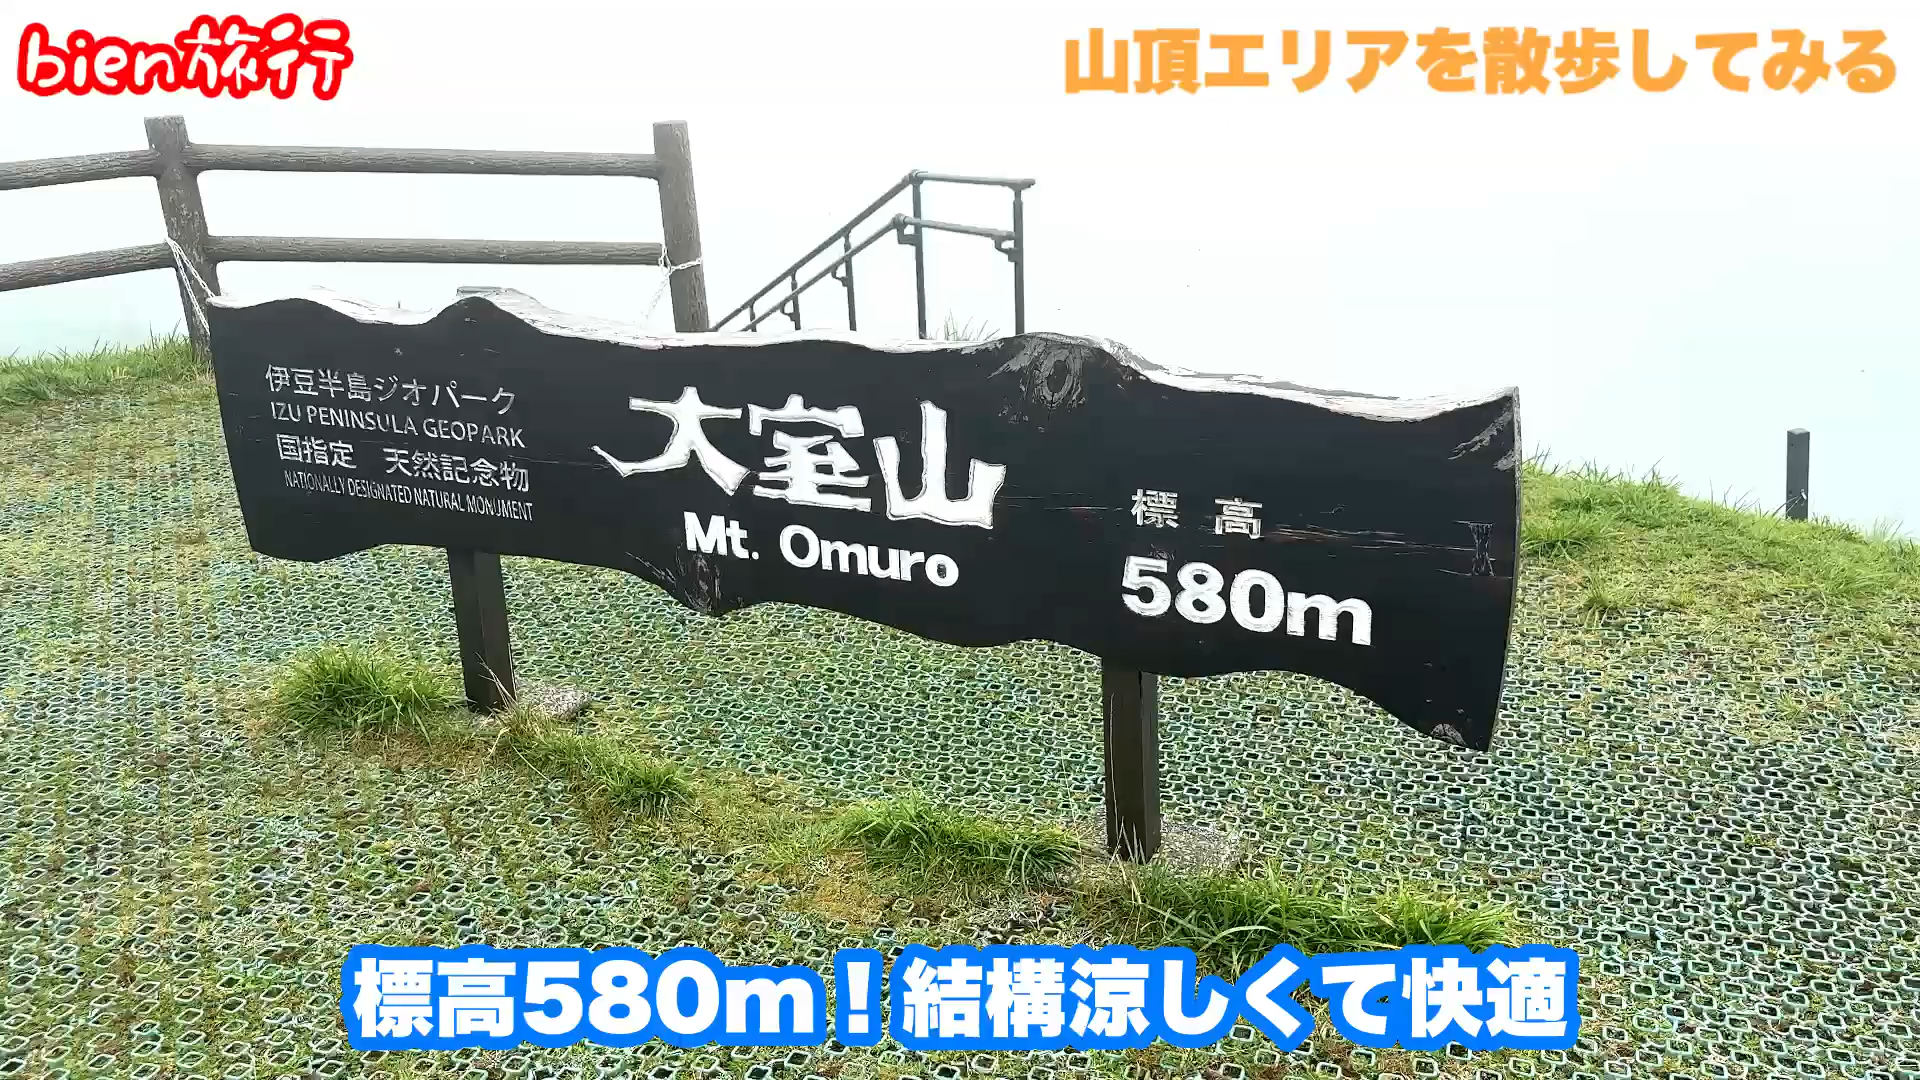 bien旅行
山頂エリアを散歩してみる
伊豆半島ジオパーク
IZU PENINSULA GEOPARK
国指定 天然記念物
NATIONALLY DESIGNATED NATURAL MONUMENT
大室山
Mt. Omuro
標高
580m
標高580m！結構涼しくて快適